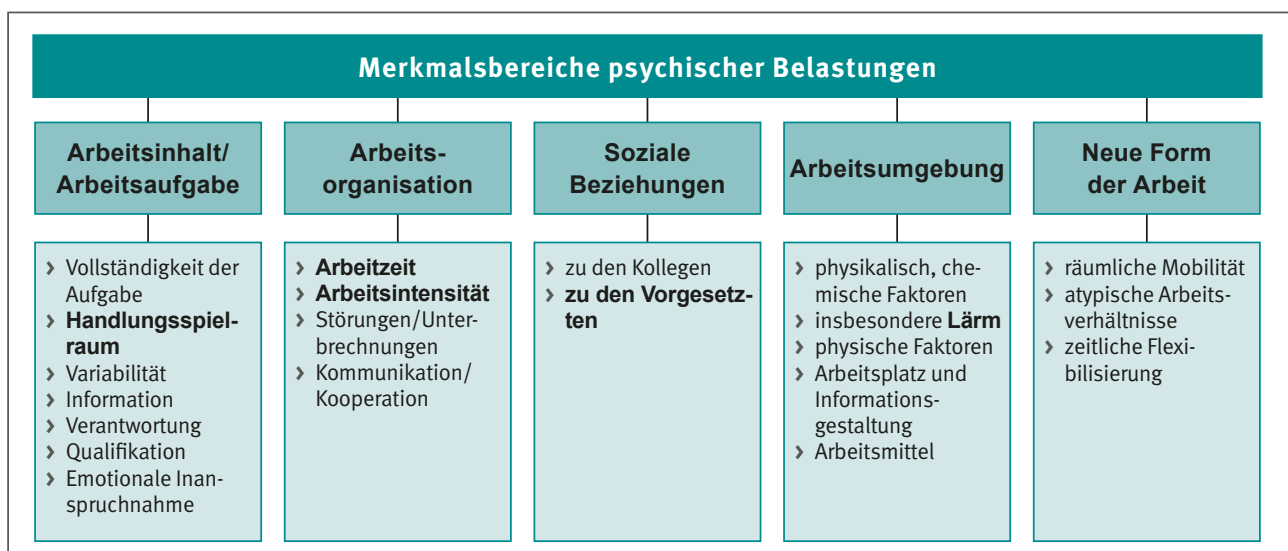 Merkmalsbereiche psychischer Belastungen
Arbeitsinhalt/
Arbeitsaufgabe
› Vollständigkeit der
Aufgabe
› Handlungsspiel-
raum
› Variabilität
› Information
› Verantwortung
› Qualifikation
› Emotionale Inan-
spruchnahme
Arbeits-
organisation
› Arbeitzeit
› Arbeitsintensität
› Störungen/Unter-
brechnungen
› Kommunikation/
Kooperation
Soziale
Beziehungen
› zu den Kollegen
› zu den Vorgesetz-
ten
Arbeitsumgebung
› physikalisch, che-
mische Faktoren
› insbesondere Lärm
› physische Faktoren
› Arbeitsplatz und
Informations-
gestaltung
› Arbeitsmittel
Neue Form
der Arbeit
› räumliche Mobilität
› atypische Arbeits-
verhältnisse
› zeitliche Flexi-
bilisierung